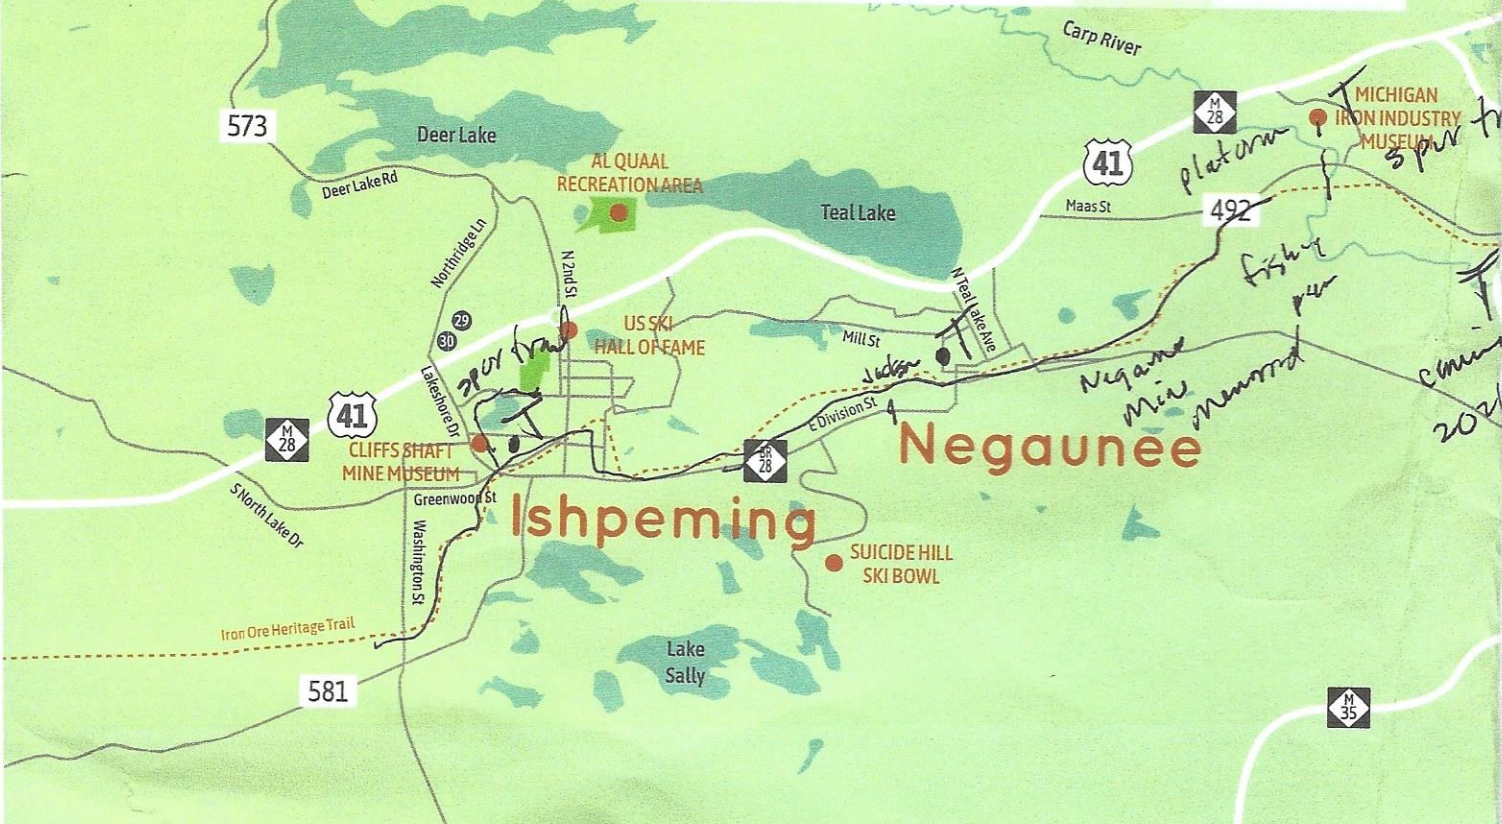 Carp River
573
Deer Lake
Deer Lake Rd
AL QUAAL
RECREATION AREA
Teal Lake
M
28
41
MICHIGAN
IRON INDUSTRY
MUSEUM
T
spur
Maas St
492
Northridge Ln
N 2nd St
N Teal Lake Ave
29
30
US SKI
HALL OF FAME
spur trail
Mill St
T
Jackson
Negaunee
Mine
Memorial
T
Lakeshore Dr
41
M
28
CLIFFS SHAFT
MINE MUSEUM
T
E Division St
BR
28
Negaunee
Greenwood St
Ishpeming
S North Lake Dr
Washington St
SUICIDE HILL
SKI BOWL
Iron Ore Heritage Trail
Lake
Sally
581
M
35